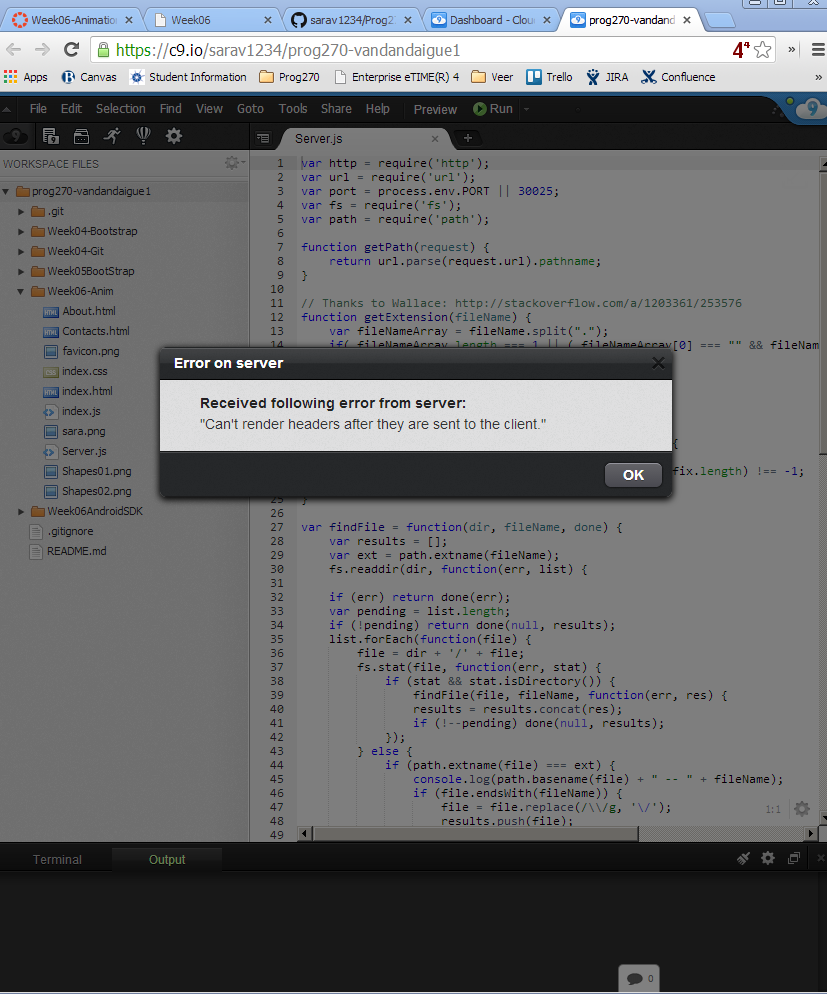 Week06-Animation
Week06
sarav1234/Prog2
Dashboard - Cloud
prog270-vandand
https://c9.io/sarav1234/prog270-vandandaigue1
4⁴
»
Apps
Canvas
Student Information
Prog270
Enterprise eTIME(R) 4
Veer
Trello
JIRA
Confluence
»
File Edit Selection Find View Goto Tools Share Help Preview Run
9
Server.js
WORKSPACE FILES
prog270-vandandaigue1
.git
Week04-Bootstrap
Week04-Git
Week05BootStrap
Week06-Anim
About.html
Contacts.html
favicon.png
index.css
index.html
index.js
sara.png
Server.js
Shapes01.png
Shapes02.png
Week06AndroidSDK
.gitignore
README.md
1 var http = require('http');
2 var url = require('url');
3 var port = process.env.PORT || 30025;
4 var fs = require('fs');
5 var path = require('path');
6
7 function getPath(request) {
8 return url.parse(request.url).pathname;
9 }
10
11 // Thanks to Wallace: http://stackoverflow.com/a/1203361/253576
12 function getExtension(fileName) {
13 var fileNameArray = fileName.split(".");
14 if( fileNameArray.length === 1 || ( fileNameArray[0] === "" && fileNam
Error on server
Received following error from server:
"Can't render headers after they are sent to the client."
OK
{
fix.length) !== -1;
25 }
26
27 var findFile = function(dir, fileName, done) {
28 var results = [];
29 var ext = path.extname(fileName);
30 fs.readdir(dir, function(err, list) {
31
32 if (err) return done(err);
33 var pending = list.length;
34 if (!pending) return done(null, results);
35 list.forEach(function(file) {
36 file = dir + '/' + file;
37 fs.stat(file, function(err, stat) {
38 if (stat && stat.isDirectory()) {
39 findFile(file, fileName, function(err, res) {
40 results = results.concat(res);
41 if (!--pending) done(null, results);
42 });
43 } else {
44 if (path.extname(file) === ext) {
45 console.log(path.basename(file) + " -- " + fileName);
46 if (file.endsWith(fileName)) {
47 file = file.replace(/\\/g, '\/');
48 results.push(file);
49
1:1
Terminal
Output
0